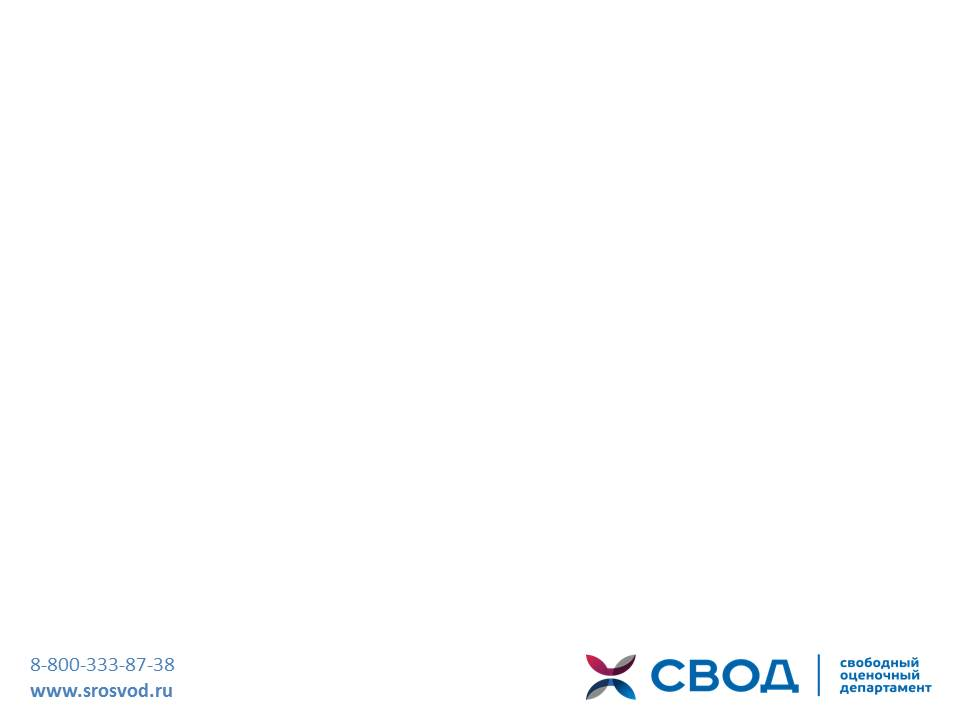 8-800-333-87-38
www.srosvod.ru
СВОД
свободный
оценочный
департамент